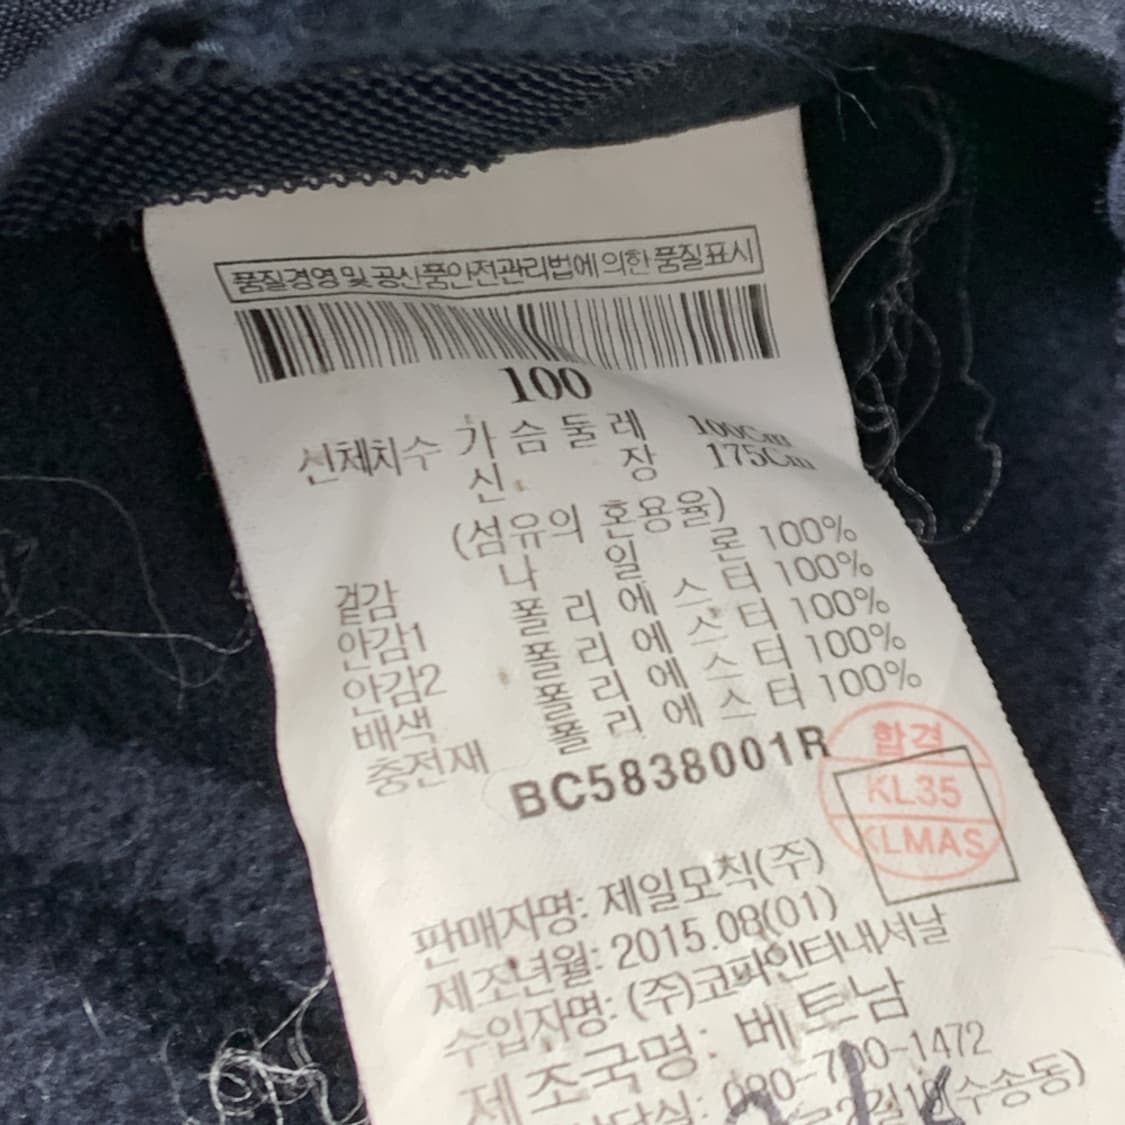 품질경영 및 공산품안전관리법에 의한 품질표시
100
신체치수 가슴둘레 100Cm
신장 175Cm
(섬유의 혼용율)
겉감 나일론 100%
안감1 폴리에스터 100%
안감2 폴리에스터 100%
배색 폴리에스터 100%
충전재 폴리에스터 100%
BC5838001R
합격
KL35
KLMAS
판매자명: 제일모직(주)
제조년월: 2015.08(01)
수입자명: (주)코파인터내셔날
제조국명: 베트남
080-700-1472
(수송동)